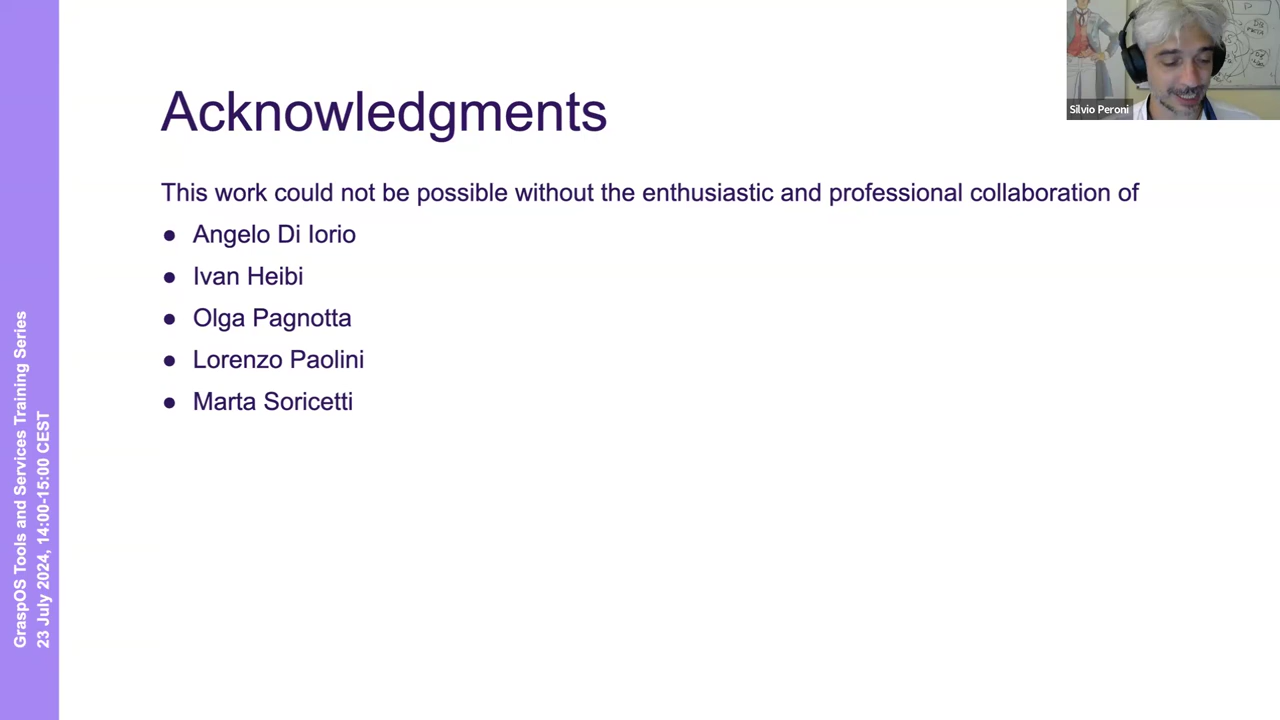 Acknowledgments
This work could not be possible without the enthusiastic and professional collaboration of
● Angelo Di Iorio
● Ivan Heibi
● Olga Pagnotta
● Lorenzo Paolini
● Marta Soricetti
GraspOS Tools and Services Training Series
23 July 2024, 14:00-15:00 CEST
Silvio Peroni
P